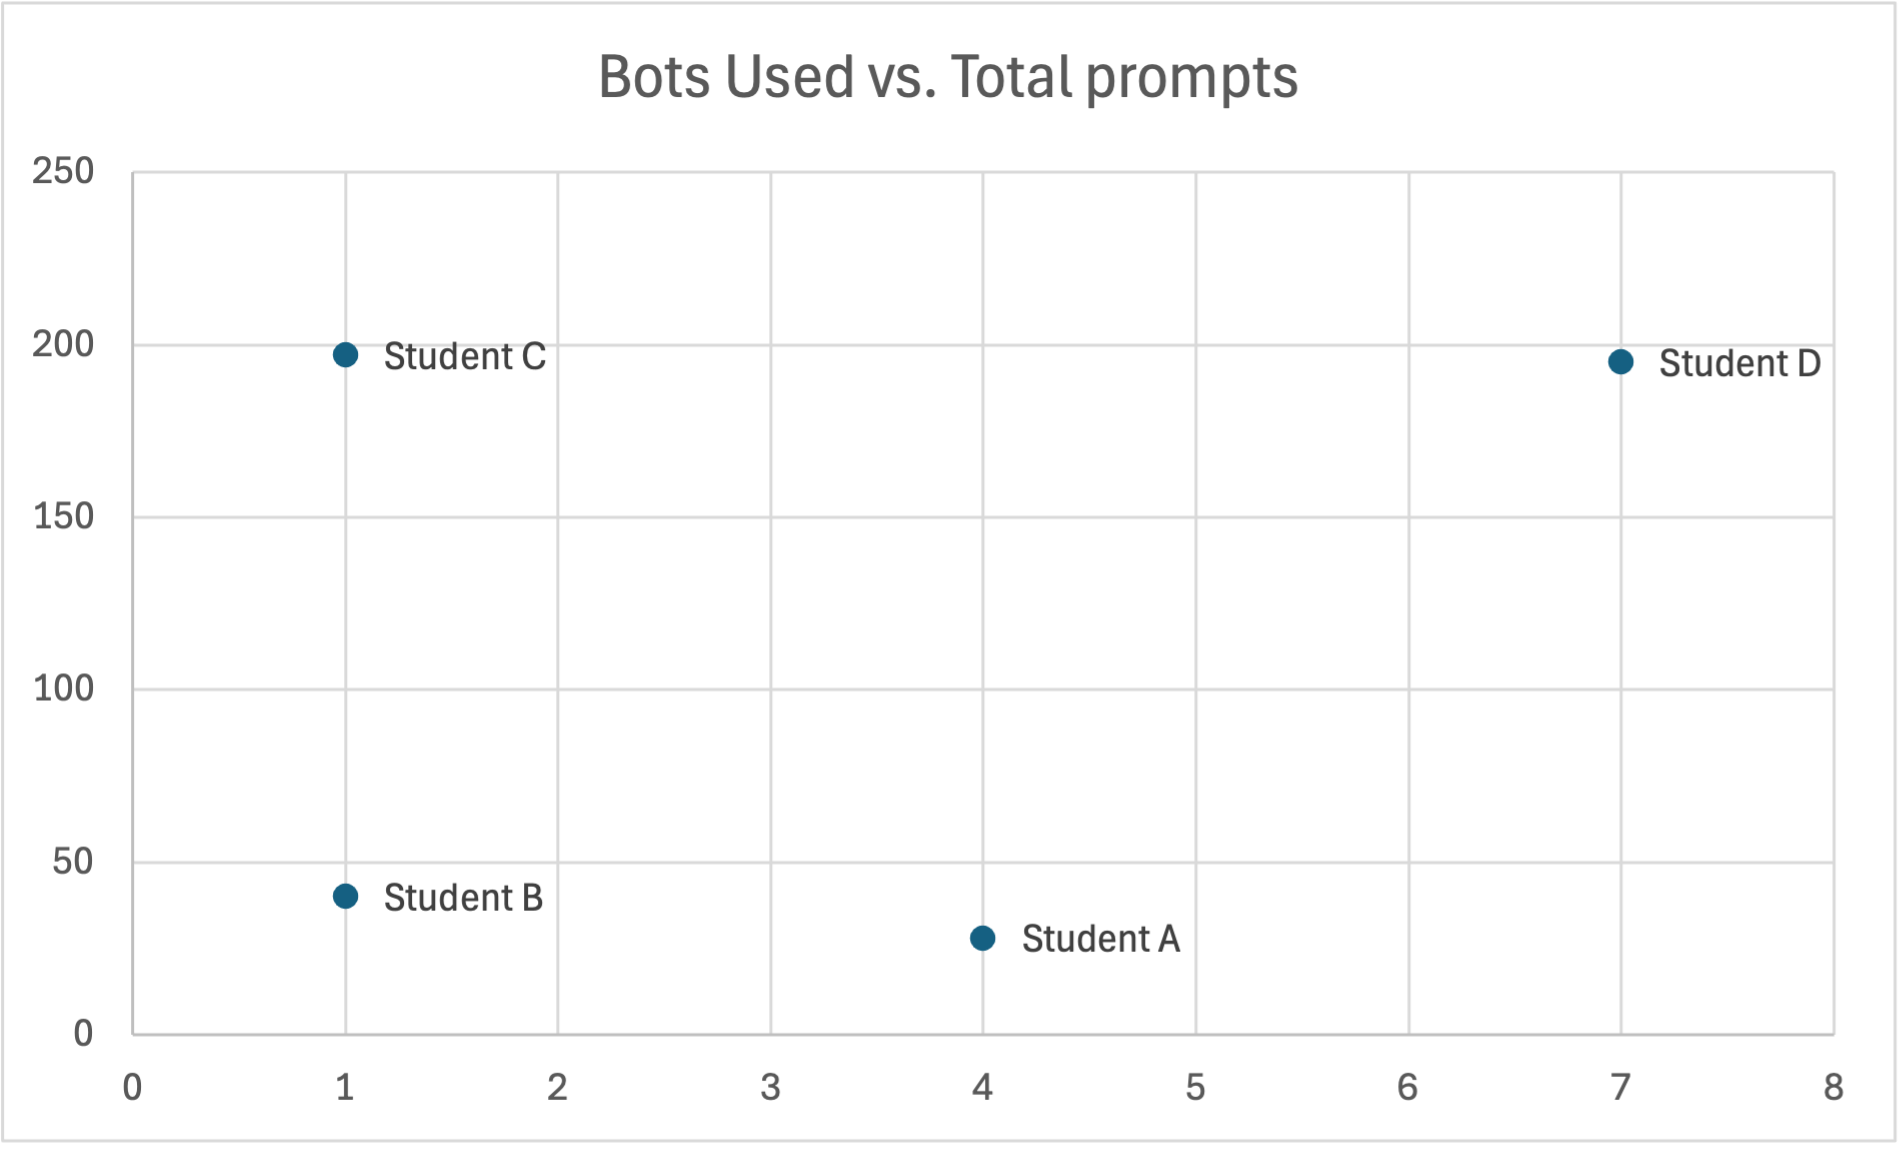 Bots Used vs. Total prompts
250
200
Student C
Student D
150
100
50
Student B
Student A
0
0 1 2 3 4 5 6 7 8